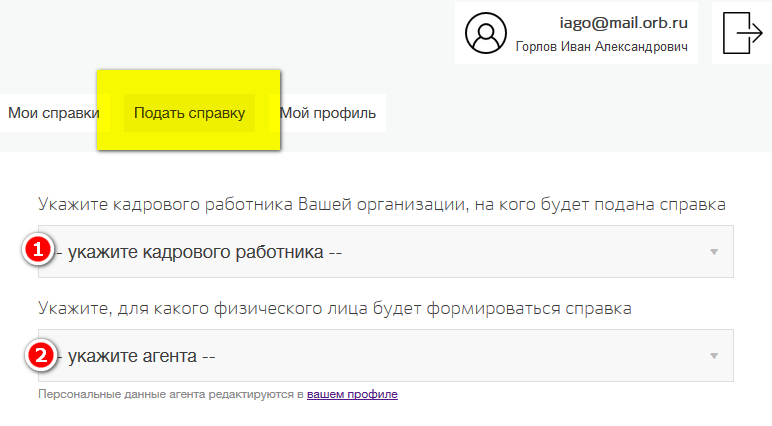 iago@mail.orb.ru
Горлов Иван Александрович
Мои справки Подать справку Мой профиль
Укажите кадрового работника Вашей организации, на кого будет подана справка
1 - укажите кадрового работника --
Укажите, для какого физического лица будет формироваться справка
2 - укажите агента --
Персональные данные агента редактируются в вашем профиле